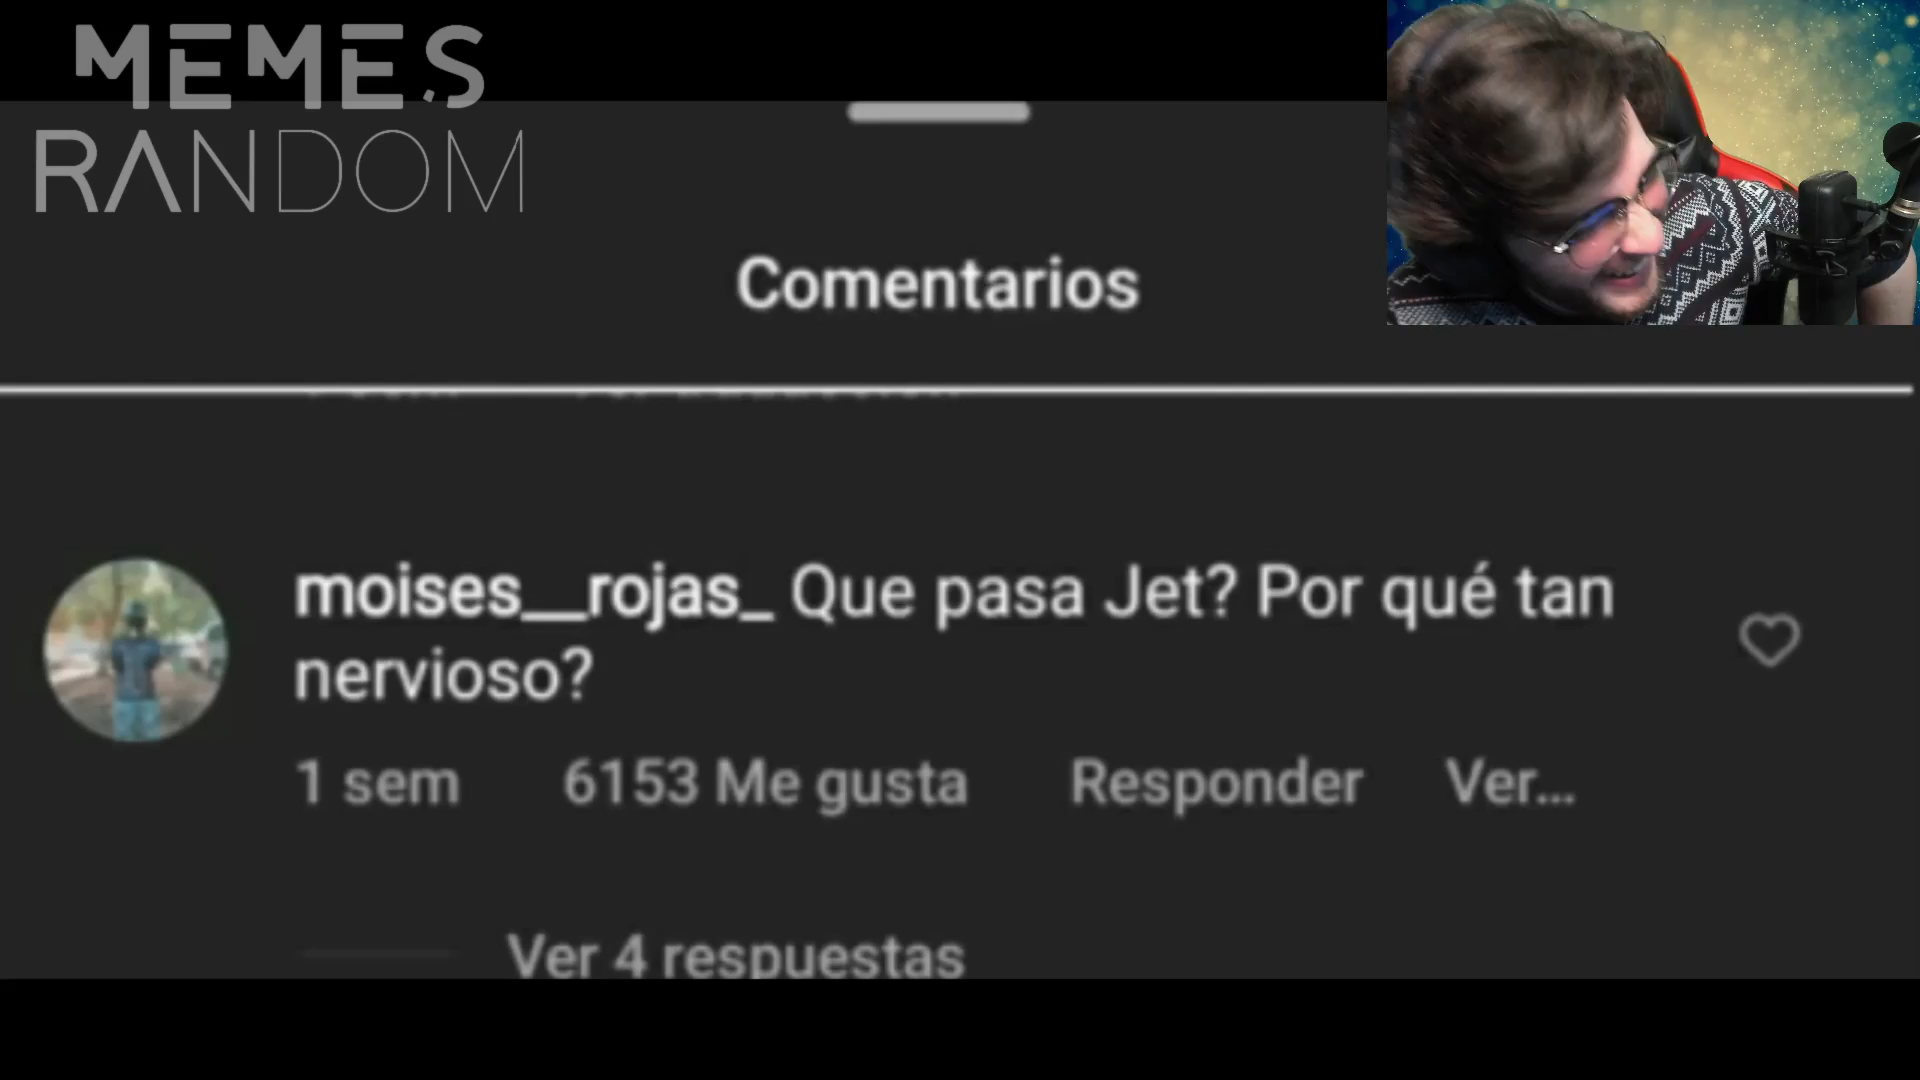 MEMES
RANDOM
Comentarios
moises__rojas_ Que pasa Jet? Por qué tan
nervioso?
1 sem 6153 Me gusta Responder Ver...
Ver 4 respuestas